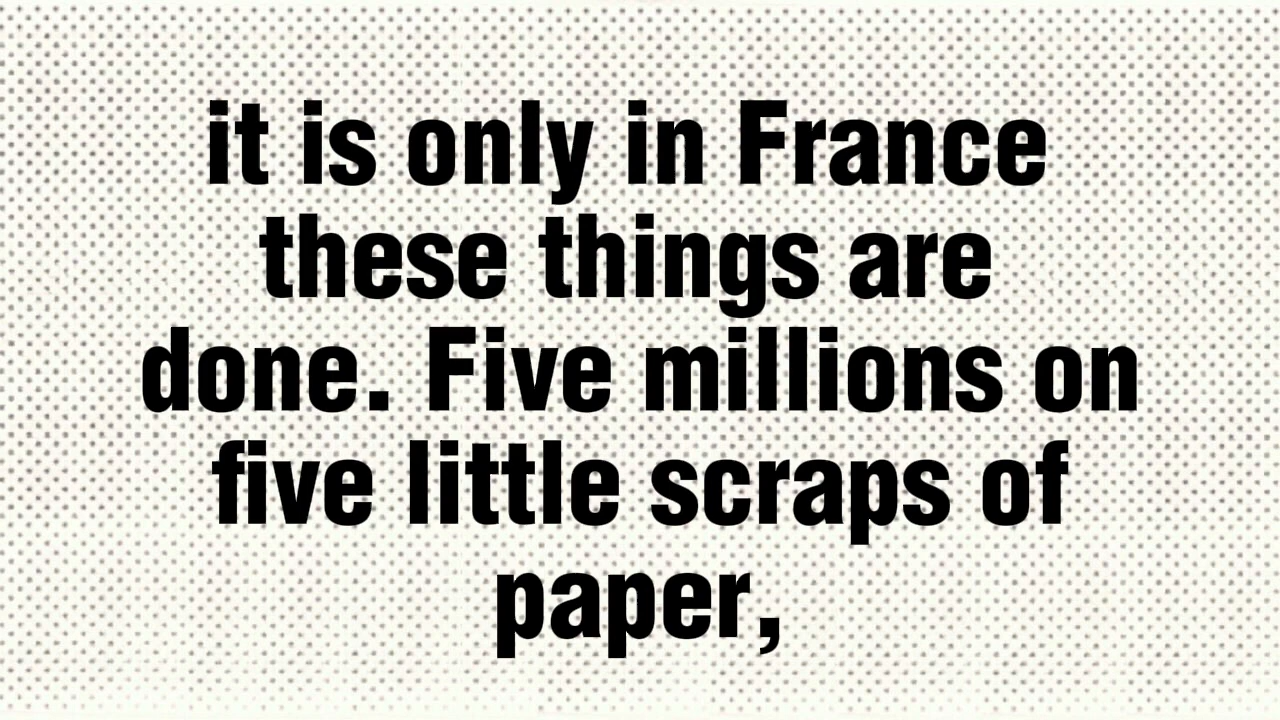 it is only in France
these things are
done. Five millions on
five little scraps of
paper,